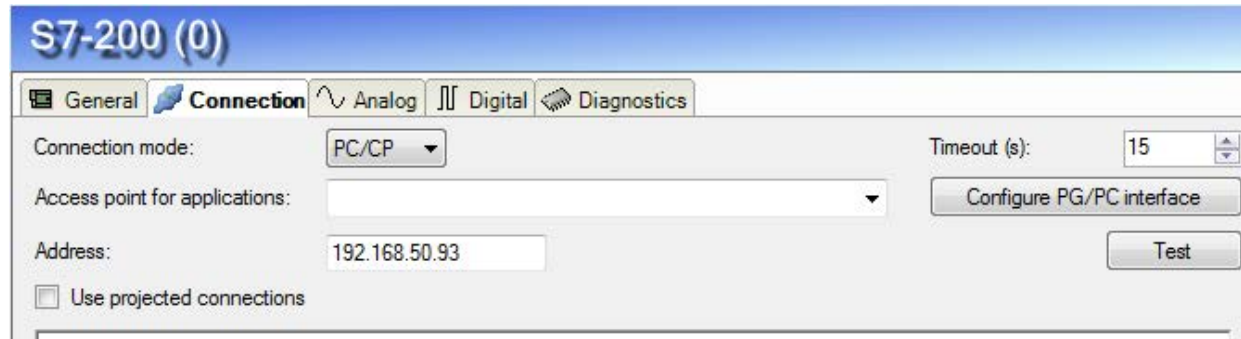 S7-200 (0)
General Connection Analog Digital Diagnostics
Connection mode: PC/CP Timeout (s): 15
Access point for applications: Configure PG/PC interface
Address: 192.168.50.93 Test
Use projected connections